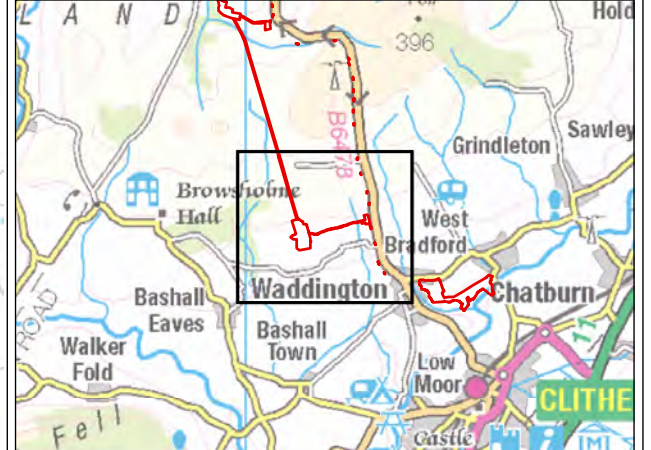 L A N D
Fell
Hold
396
Sawley
Grindleton
B6478
Browsholme
Hall
West
Bradford
Waddington
Chatburn
Bashall
Eaves
ROAD
Bashall
Town
11
Walker
Fold
Low
Moor
CLITHE
Fell
Castle
i